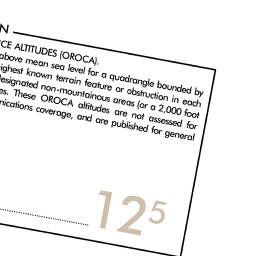 N
CE ALTITUDES (OROCA).
above mean sea level for a quadrangle bounded by
ighest known terrain feature or obstruction in each
designated non-mountainous areas (or a 2,000 foot
es. These OROCA altitudes are not assessed for
nications coverage, and are published for general
12 5